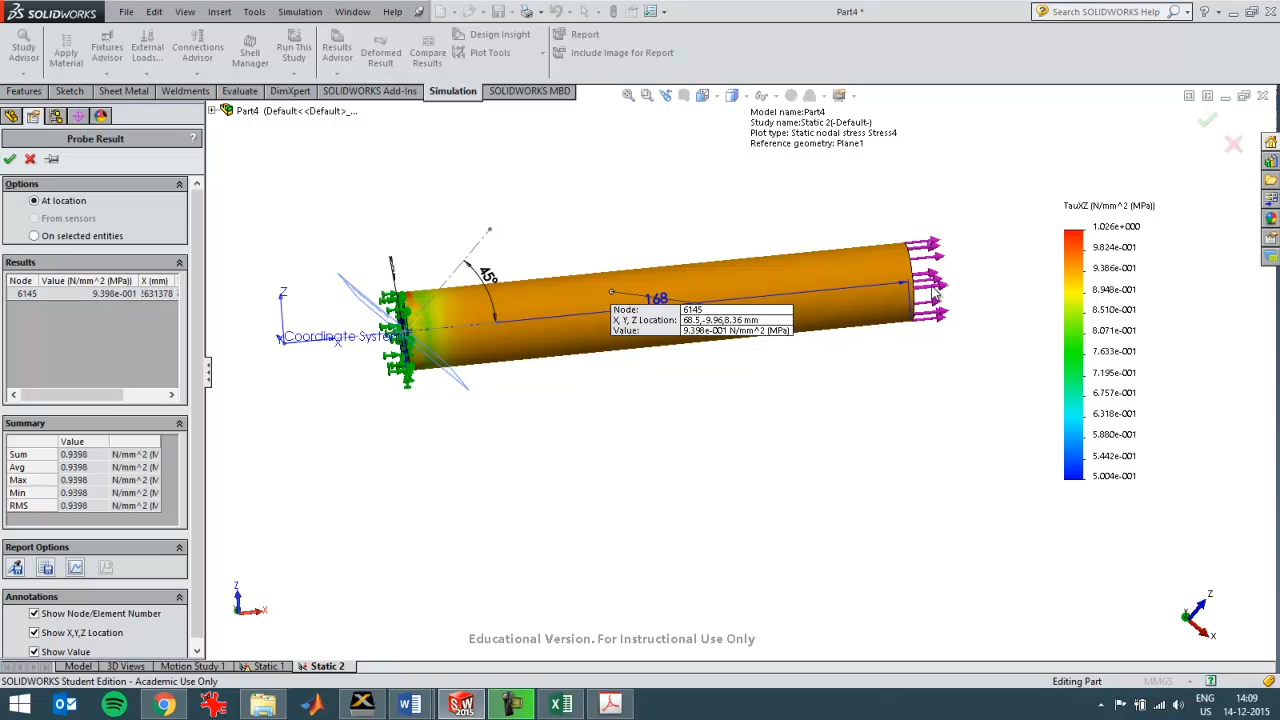 SOLIDWORKS
File Edit View Insert Tools Simulation Window Help
Part4 *
Search SOLIDWORKS Help
Study Advisor
Apply Material
Fixtures Advisor
External Loads...
Connections Advisor
Shell Manager
Run This Study
Results Advisor
Deformed Result
Compare Results
Design Insight
Plot Tools
Report
Include Image for Report
Features Sketch Sheet Metal Weldments Evaluate DimXpert SOLIDWORKS Add-Ins Simulation SOLIDWORKS MBD
Part4 (Default<<Default>_...
Model name:Part4
Study name:Static 2(-Default-)
Plot type: Static nodal stress Stress4
Reference geometry: Plane1
Probe Result
?
Options
At location
From sensors
On selected entities
Results
Node Value (N/mm^2 (MPa)) X (mm)
6145 9.398e-001
Summary
Value
Sum 0.9398 N/mm^2 (M
Avg 0.9398 N/mm^2 (M
Max 0.9398 N/mm^2 (M
Min 0.9398 N/mm^2 (M
RMS 0.9398 N/mm^2 (M
Report Options
Annotations
Show Node/Element Number
Show X,Y,Z Location
Show Value
45°
168
Z
Coordinate System
X
Node: 6145
X, Y, Z Location: 68.5,-9.96,8.36 mm
Value: 9.398e-001 N/mm^2 (MPa)
TauXZ (N/mm^2 (MPa))
1.026e+000
9.824e-001
9.386e-001
8.948e-001
8.510e-001
8.071e-001
7.633e-001
7.195e-001
6.757e-001
6.318e-001
5.880e-001
5.442e-001
5.004e-001
Z
X
Z
X
Educational Version. For Instructional Use Only
Model 3D Views Motion Study 1 Static 1 Static 2
SOLIDWORKS Student Edition - Academic Use Only
Editing Part
MMGS
SW 2015
ENG
US
14:09
14-12-2015